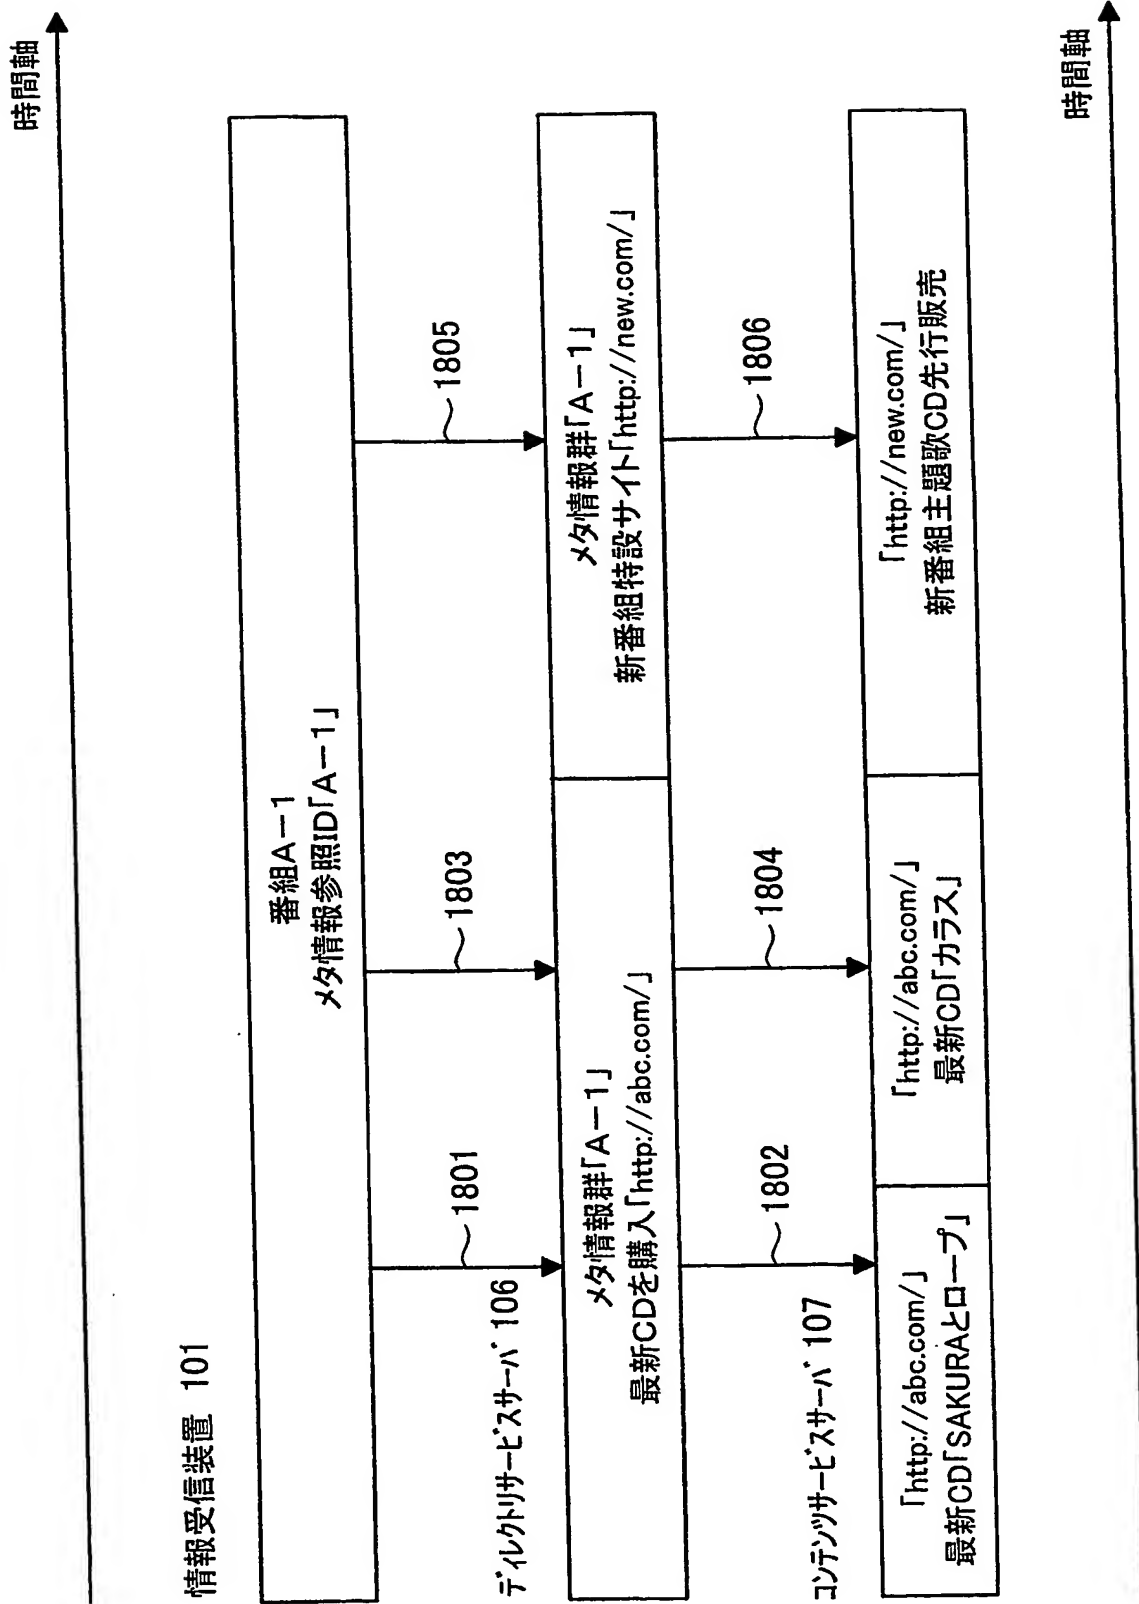 時間軸
情報受信装置 101
番組A－1
メタ情報参照ID「A－1」
1801
1803
1805
ディレクトリサービスサーバ 106
メタ情報群「A－1」
最新CDを購入「http://abc.com/」
メタ情報群「A－1」
新番組特設サイト「http://new.com/」
1802
1804
1806
コンテンツサービスサーバ 107
「http://abc.com/」
最新CD「SAKURAとロープ」
「http://abc.com/」
最新CD「カラス」
「http://new.com/」
新番組主題歌CD先行販売
時間軸